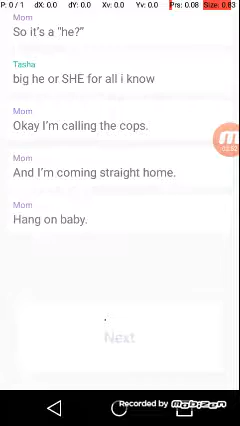 P: 0 / 1 dX: 0.0 dY: 0.0 Xv: 0.0 Yv: 0.0 Prs: 0.08 Size: 0.03
Mom
So it's a "he?"
Tasha
big he or SHE for all i know
Mom
Okay I'm calling the cops.
Mom
And I'm coming straight home.
Mom
Hang on baby.
Next
Recorded by mobizen